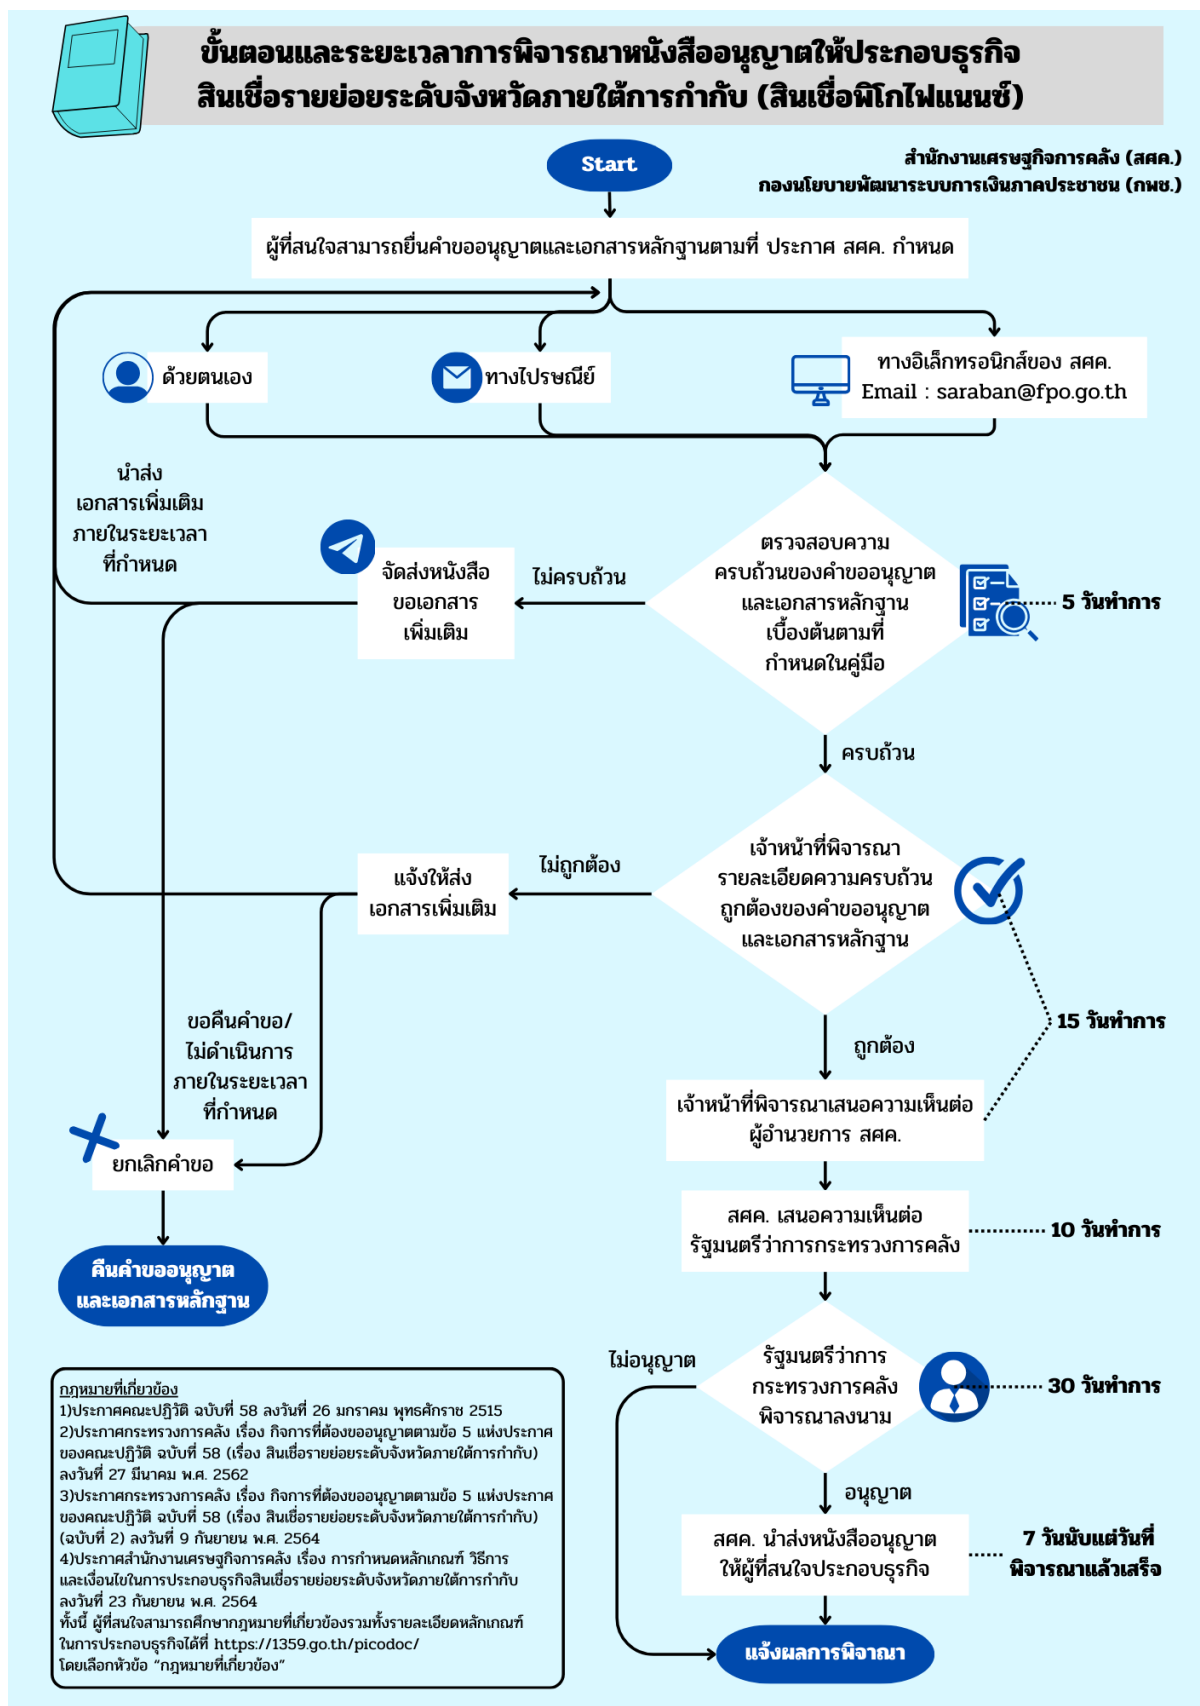 ขั้นตอนและระยะเวลาการพิจารณาหนังสืออนุญาตให้ประกอบธุรกิจ
สินเชื่อรายย่อยระดับจังหวัดภายใต้การกำกับ (สินเชื่อพิโกไฟแนนซ์)
สำนักงานเศรษฐกิจการคลัง (สศค.)
กองนโยบายพัฒนาระบบการเงินภาคประชาชน (กพช.)
Start
ผู้ที่สนใจสามารถยื่นคำขออนุญาตและเอกสารหลักฐานตามที่ ประกาศ สศค. กำหนด
ด้วยตนเอง
ทางไปรษณีย์
ทางอิเล็กทรอนิกส์ของ สศค.
Email : saraban@fpo.go.th
นำส่ง
เอกสารเพิ่มเติม
ภายในระยะเวลา
ที่กำหนด
จัดส่งหนังสือ
ขอเอกสาร
เพิ่มเติม
ไม่ครบถ้วน
ตรวจสอบความ
ครบถ้วนของคำขออนุญาต
และเอกสารหลักฐาน
เบื้องต้นตามที่
กำหนดในคู่มือ
5 วันทำการ
ครบถ้วน
แจ้งให้ส่ง
เอกสารเพิ่มเติม
ไม่ถูกต้อง
เจ้าหน้าที่พิจารณา
รายละเอียดความครบถ้วน
ถูกต้องของคำขออนุญาต
และเอกสารหลักฐาน
15 วันทำการ
ถูกต้อง
ขอคืนคำขอ/
ไม่ดำเนินการ
ภายในระยะเวลา
ที่กำหนด
เจ้าหน้าที่พิจารณาเสนอความเห็นต่อ
ผู้อำนวยการ สศค.
ยกเลิกคำขอ
สศค. เสนอความเห็นต่อ
รัฐมนตรีว่าการกระทรวงการคลัง
10 วันทำการ
คืนคำขออนุญาต
และเอกสารหลักฐาน
ไม่อนุญาต
รัฐมนตรีว่าการ
กระทรวงการคลัง
พิจารณาลงนาม
30 วันทำการ
อนุญาต
สศค. นำส่งหนังสืออนุญาต
ให้ผู้ที่สนใจประกอบธุรกิจ
7 วันนับแต่วันที่
พิจารณาแล้วเสร็จ
แจ้งผลการพิจาณา
กฎหมายที่เกี่ยวข้อง
1)ประกาศคณะปฏิวัติ ฉบับที่ 58 ลงวันที่ 26 มกราคม พุทธศักราช 2515
2)ประกาศกระทรวงการคลัง เรื่อง กิจการที่ต้องขออนุญาตตามข้อ 5 แห่งประกาศ
ของคณะปฏิวัติ ฉบับที่ 58 (เรื่อง สินเชื่อรายย่อยระดับจังหวัดภายใต้การกำกับ)
ลงวันที่ 27 มีนาคม พ.ศ. 2562
3)ประกาศกระทรวงการคลัง เรื่อง กิจการที่ต้องขออนุญาตตามข้อ 5 แห่งประกาศ
ของคณะปฏิวัติ ฉบับที่ 58 (เรื่อง สินเชื่อรายย่อยระดับจังหวัดภายใต้การกำกับ)
(ฉบับที่ 2) ลงวันที่ 9 กันยายน พ.ศ. 2564
4)ประกาศสำนักงานเศรษฐกิจการคลัง เรื่อง การกำหนดหลักเกณฑ์ วิธีการ
และเงื่อนไขในการประกอบธุรกิจสินเชื่อรายย่อยระดับจังหวัดภายใต้การกำกับ
ลงวันที่ 23 กันยายน พ.ศ. 2564
ทั้งนี้ ผู้ที่สนใจสามารถศึกษากฎหมายที่เกี่ยวข้องรวมทั้งรายละเอียดหลักเกณฑ์
ในการประกอบธุรกิจได้ที่ https://1359.go.th/picodoc/
โดยเลือกหัวข้อ “กฎหมายที่เกี่ยวข้อง”